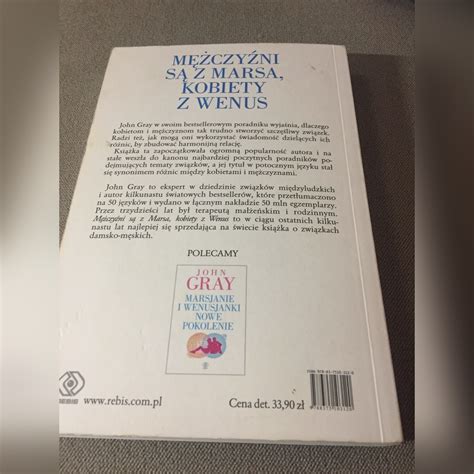 MĘŻCZYŹNI
SĄ Z MARSA,
KOBIETY
Z WENUS
John Gray w swoim bestsellerowym poradniku wyjaśnia, dlaczego
kobietom i mężczyznom tak trudno stworzyć szczęśliwy związek.
Radzi też, jak mogą oni wykorzystać świadomość dzielących ich
różnic, by zbudować harmonijną relację.
Książka ta zapoczątkowała ogromną popularność autora i na
stałe weszła do kanonu najbardziej poczytnych poradników po-
dejmujących tematy związków, a jej tytuł w potocznym języku stał
się synonimem różnic między kobietami i mężczyznami.
John Gray to ekspert w dziedzinie związków międzyludzkich
i autor kilkunastu światowych bestsellerów, które przetłumaczono
na 50 języków i wydano w łącznym nakładzie 50 mln egzemplarzy.
Przez trzydzieści lat był terapeutą małżeńskim i rodzinnym.
Mężczyźni są z Marsa, kobiety z Wenus to w ciągu ostatnich kilku-
nastu lat najlepiej się sprzedająca na świecie książka o związkach
damsko-męskich.
POLECAMY
JOHN
GRAY
MARSJANIE
I WENUSJANKI
NOWE
POKOLENIE
www.rebis.com.pl
Cena det. 33,90 zł